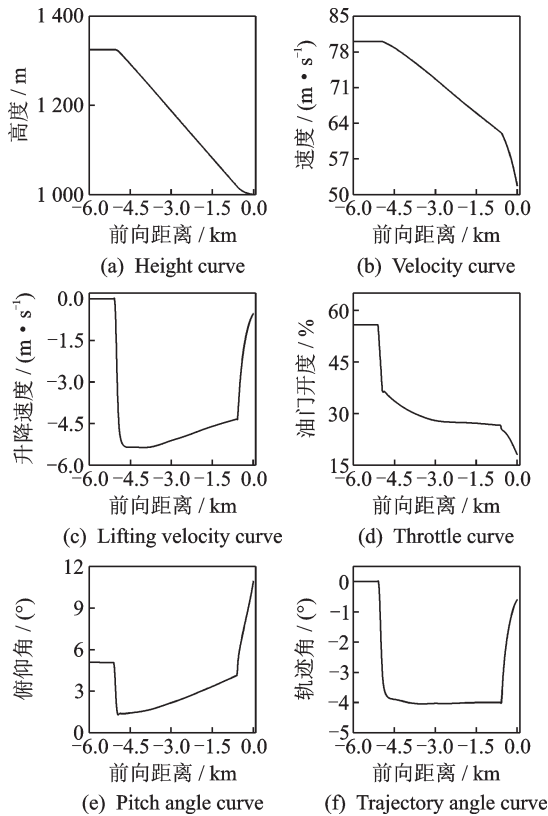 1 400
1 200
1 000
高度 / m
−6.0 −4.5 −3.0 −1.5 0.0
前向距离 / km
(a) Height curve
85
78
71
64
57
50
速度 / (m·s⁻¹)
−6.0 −4.5 −3.0 −1.5 0.0
前向距离 / km
(b) Velocity curve
0.0
−1.5
−3.0
−4.5
−6.0
升降速度 / (m·s⁻¹)
−6.0 −4.5 −3.0 −1.5 0.0
前向距离 / km
(c) Lifting velocity curve
60
45
30
15
油门开度 / %
−6.0 −4.5 −3.0 −1.5 0.0
前向距离 / km
(d) Throttle curve
12
9
6
3
0
俯仰角 / (°)
−6.0 −4.5 −3.0 −1.5 0.0
前向距离 / km
(e) Pitch angle curve
0
−1
−2
−3
−4
−5
轨迹角 / (°)
−6.0 −4.5 −3.0 −1.5 0.0
前向距离 / km
(f) Trajectory angle curve